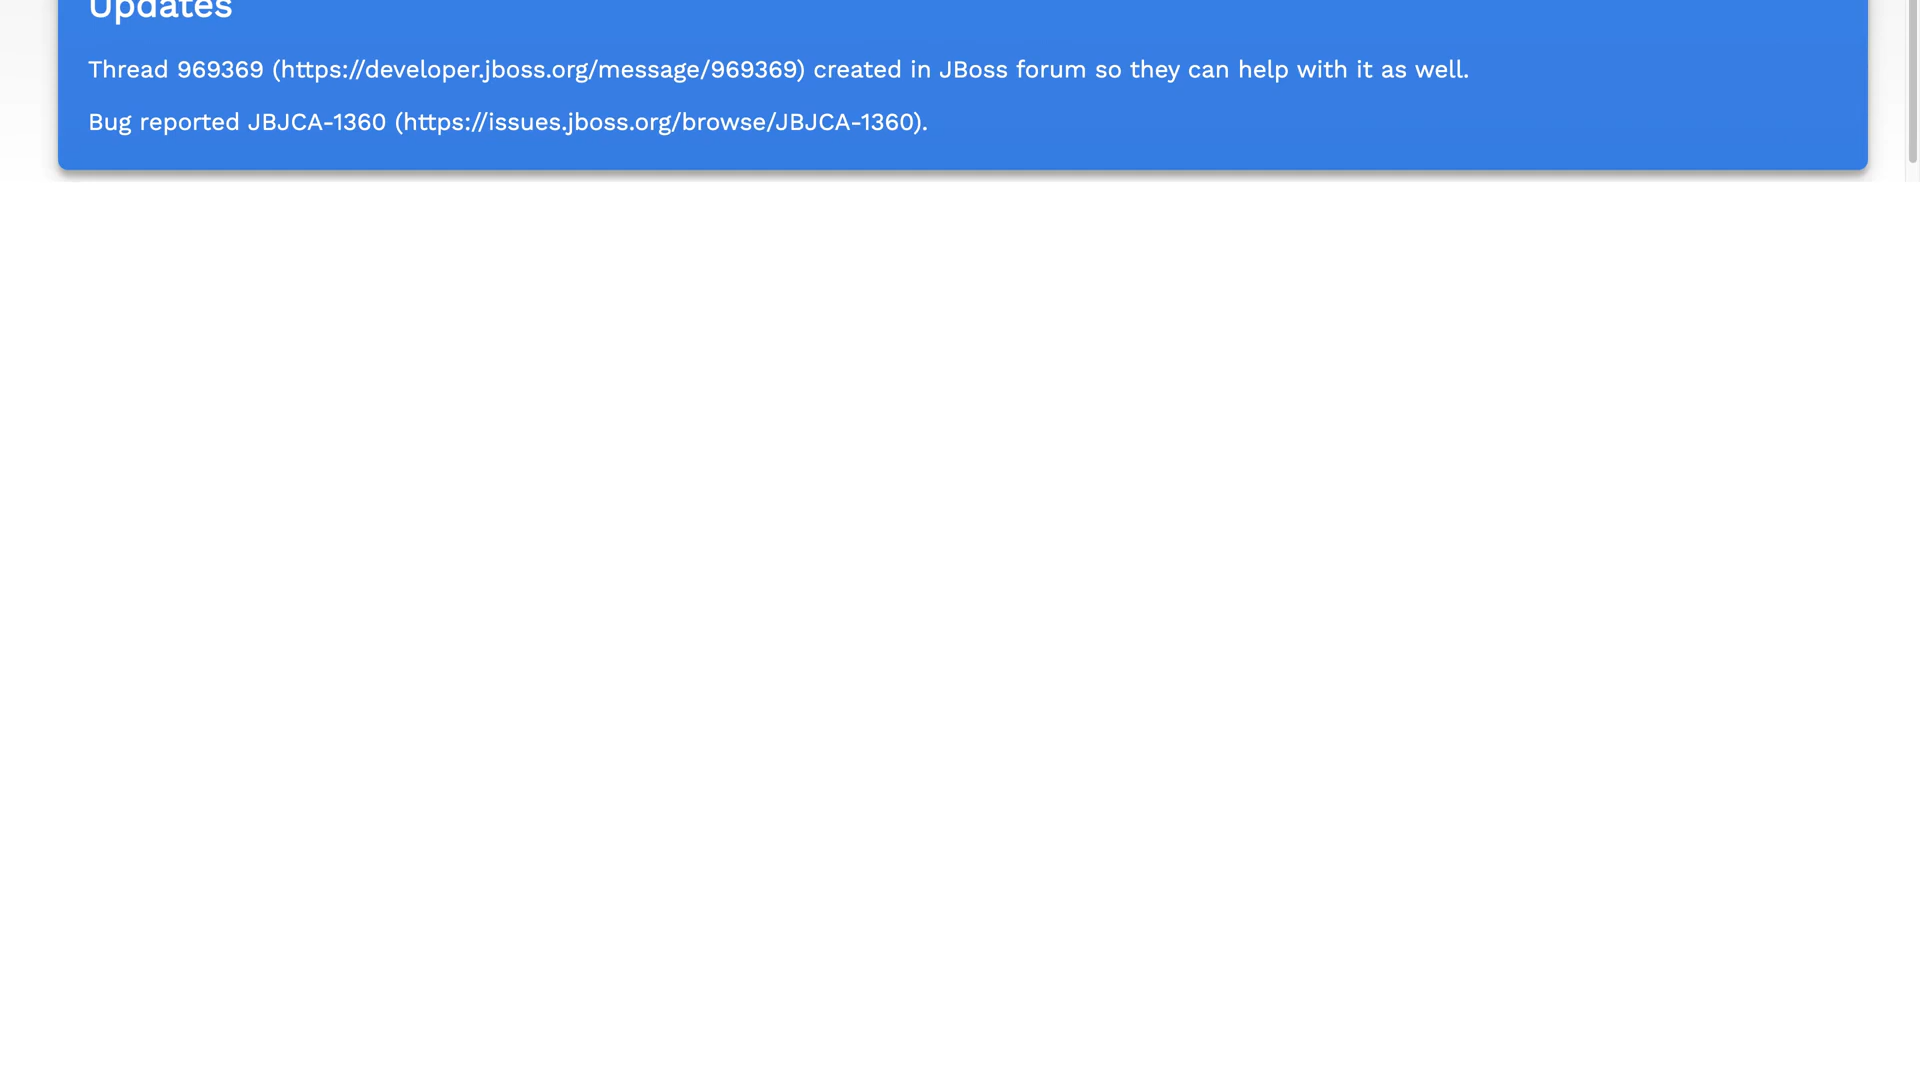 Updates
Thread 969369 (https://developer.jboss.org/message/969369) created in JBoss forum so they can help with it as well.
Bug reported JBJCA-1360 (https://issues.jboss.org/browse/JBJCA-1360).